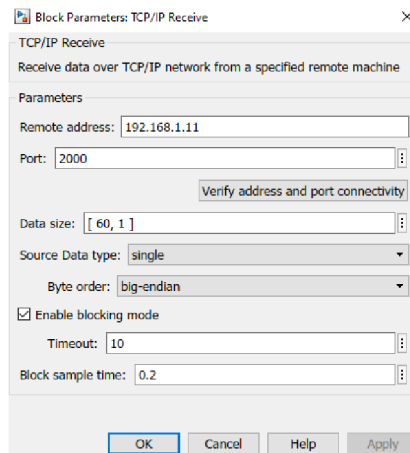 Block Parameters: TCP/IP Receive
TCP/IP Receive
Receive data over TCP/IP network from a specified remote machine
Parameters
Remote address: 192.168.1.11
Port: 2000
Verify address and port connectivity
Data size: [ 60, 1 ]
Source Data type: single
Byte order: big-endian
Enable blocking mode
Timeout: 10
Block sample time: 0.2
OK Cancel Help Apply